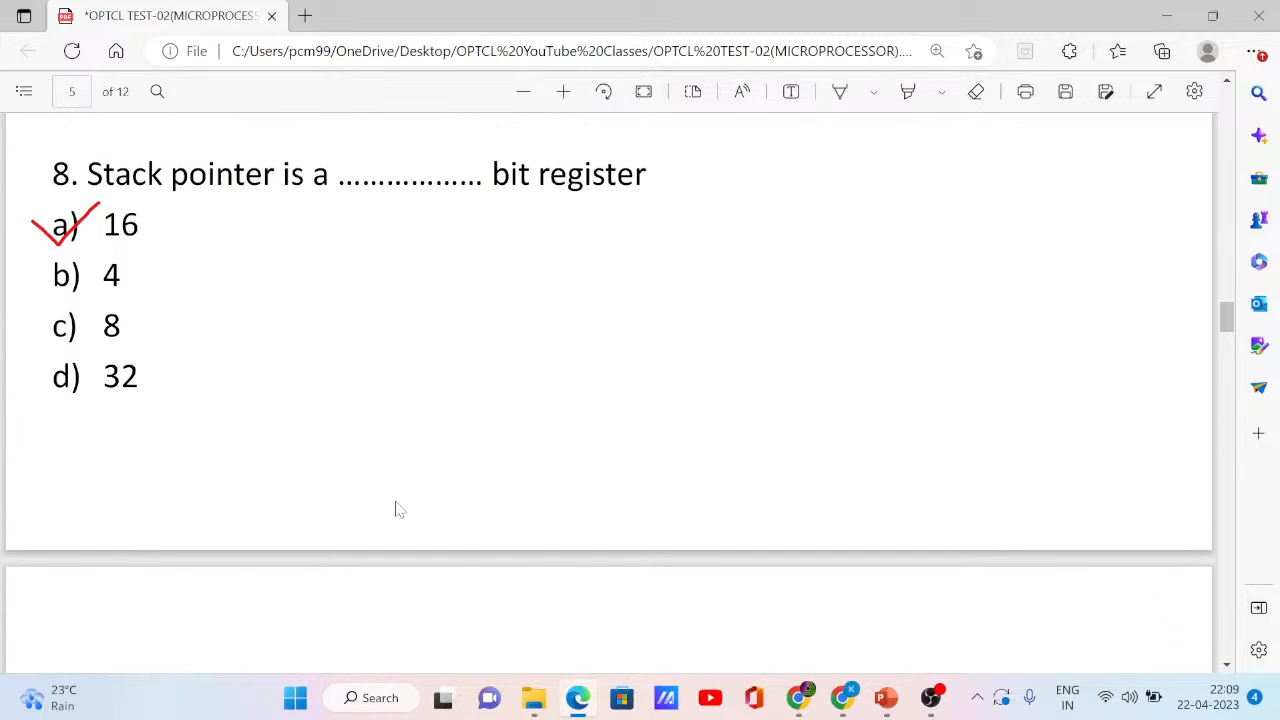 *OPTCL TEST-02(MICROPROCESS
File
C:/Users/pcm99/OneDrive/Desktop/OPTCL%20YouTube%20Classes/OPTCL%20TEST-02(MICROPROCESSOR)....
5 of 12
8. Stack pointer is a .................. bit register
a) 16
b) 4
c) 8
d) 32
23°C
Rain
Search
ENG
IN
22:09
22-04-2023
4